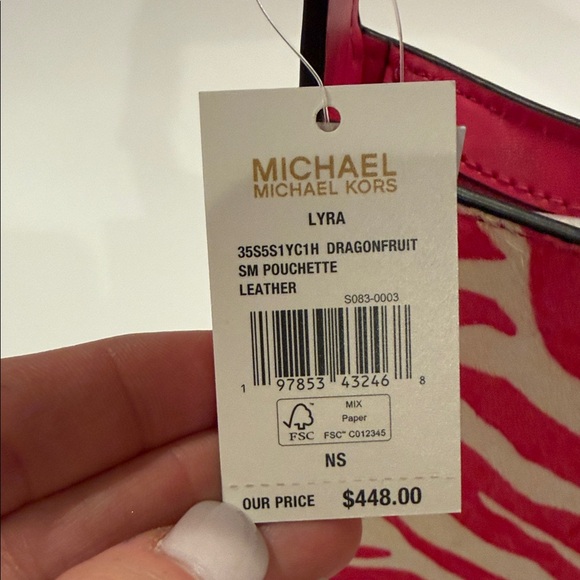 MICHAEL
MICHAEL KORS
LYRA
35S5S1YC1H DRAGONFRUIT
SM POUCHETTE
LEATHER
S083-0003
1 97853 43246 8
MIX
Paper
FSC™ C012345
FSC
NS
OUR PRICE $448.00